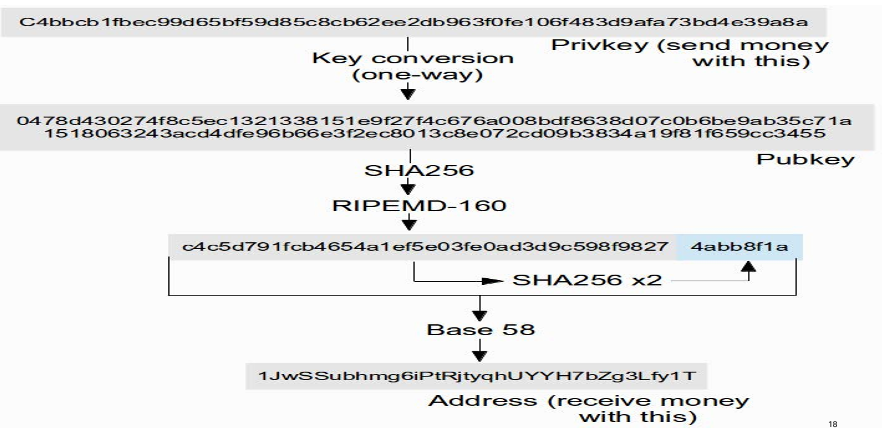 C4bbcb1fbec99d65bf59d85c8cb62ee2db963f0fe106f483d9afa73bd4e39a8a
Privkey (send money
with this)
Key conversion
(one-way)
0478d430274f8c5ec1321338151e9f27f4c676a008bdf8638d07c0b6be9ab35c71a
1518063243acd4dfe96b66e3f2ec8013c8e072cd09b3834a19f81f659cc3455
Pubkey
SHA256
RIPEMD-160
c4c5d791fcb4654a1ef5e03fe0ad3d9c598f9827 4abb8f1a
SHA256 x2
Base 58
1JwSSubhmg6iPtRjtyqhUYYH7bZg3Lfy1T
Address (receive money
with this)
18